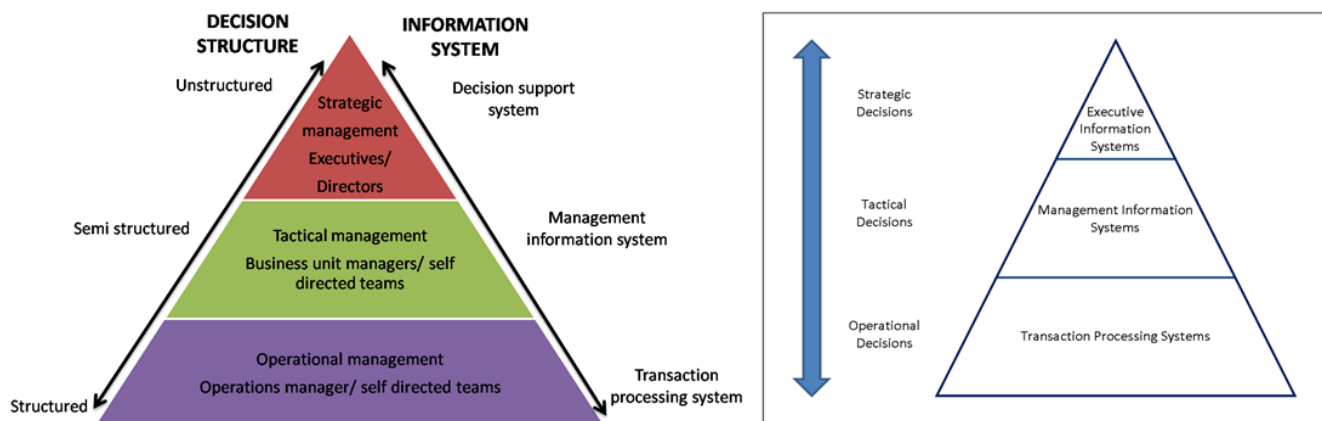 DECISION
STRUCTURE
INFORMATION
SYSTEM
Unstructured
Decision support
system
Strategic
management
Executives/
Directors
Semi structured
Management
information system
Tactical management
Business unit managers/ self
directed teams
Operational management
Operations manager/ self directed teams
Structured
Transaction
processing system
Strategic
Decisions
Executive
Information
Systems
Tactical
Decisions
Management Information
Systems
Operational
Decisions
Transaction Processing Systems